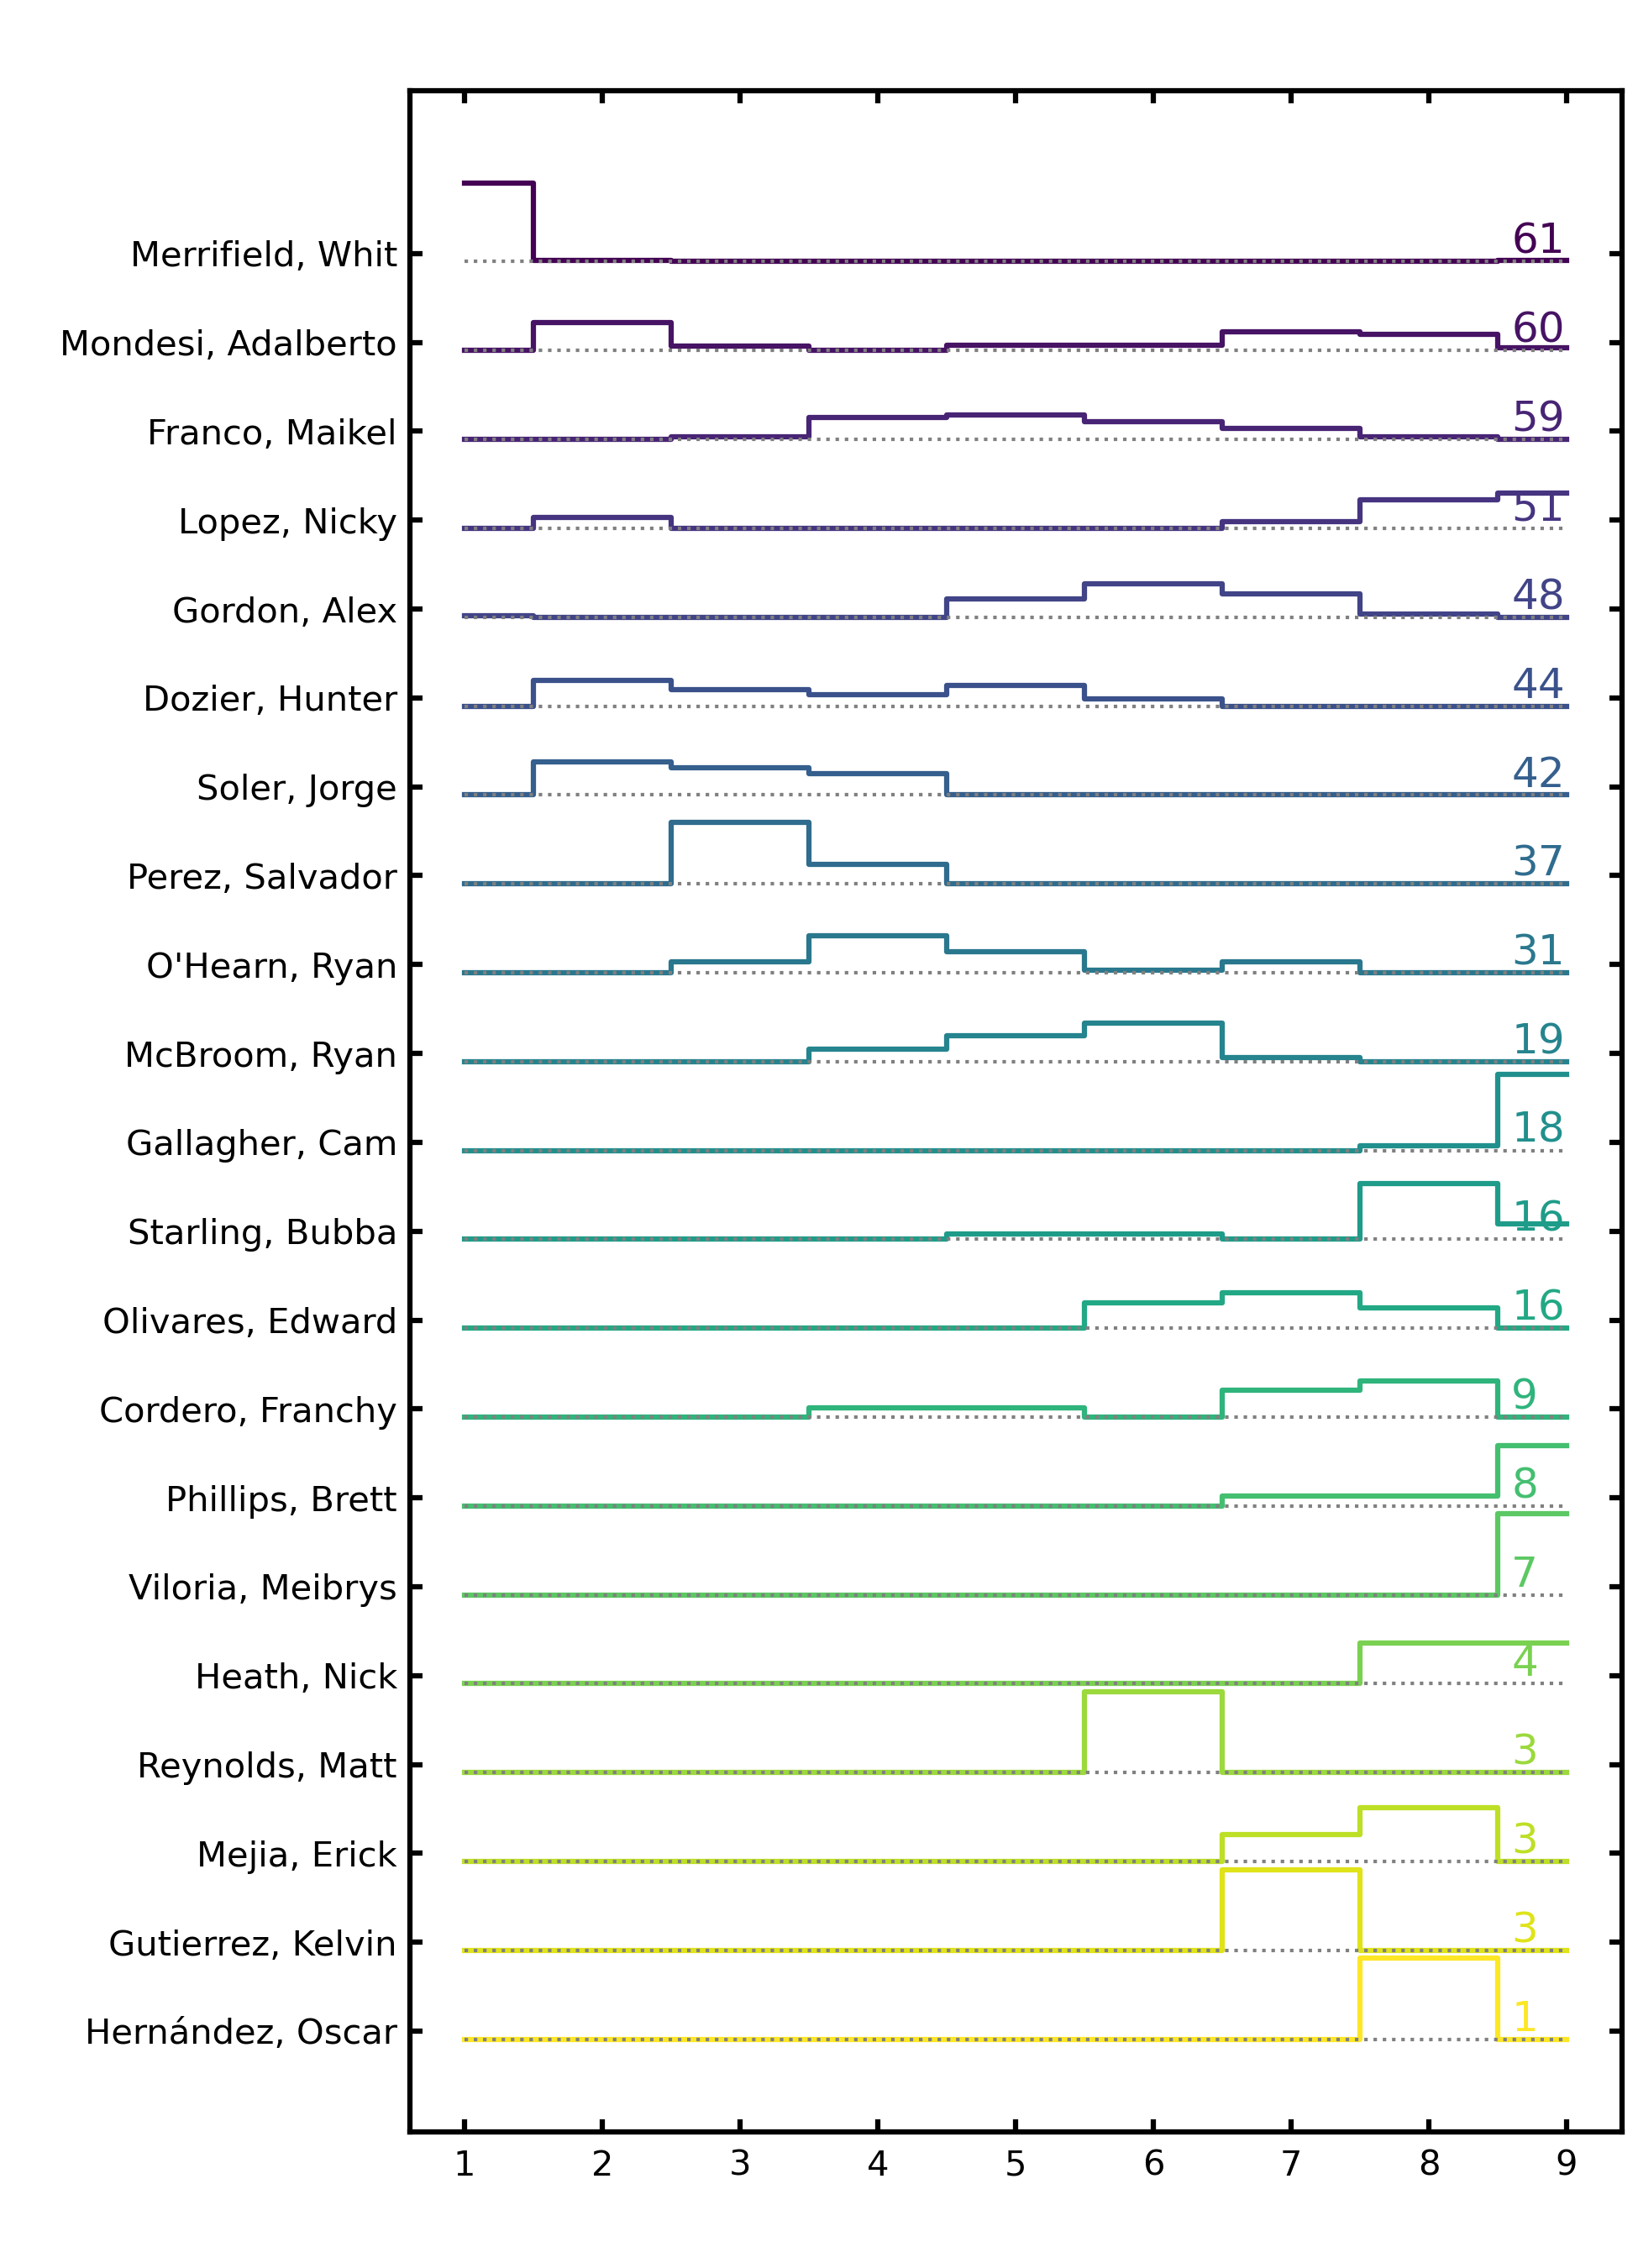 Merrifield, Whit 61
Mondesi, Adalberto 60
Franco, Maikel 59
Lopez, Nicky 51
Gordon, Alex 48
Dozier, Hunter 44
Soler, Jorge 42
Perez, Salvador 37
O'Hearn, Ryan 31
McBroom, Ryan 19
Gallagher, Cam 18
Starling, Bubba 16
Olivares, Edward 16
Cordero, Franchy 9
Phillips, Brett 8
Viloria, Meibrys 7
Heath, Nick 4
Reynolds, Matt 3
Mejia, Erick 3
Gutierrez, Kelvin 3
Hernández, Oscar 1
1 2 3 4 5 6 7 8 9